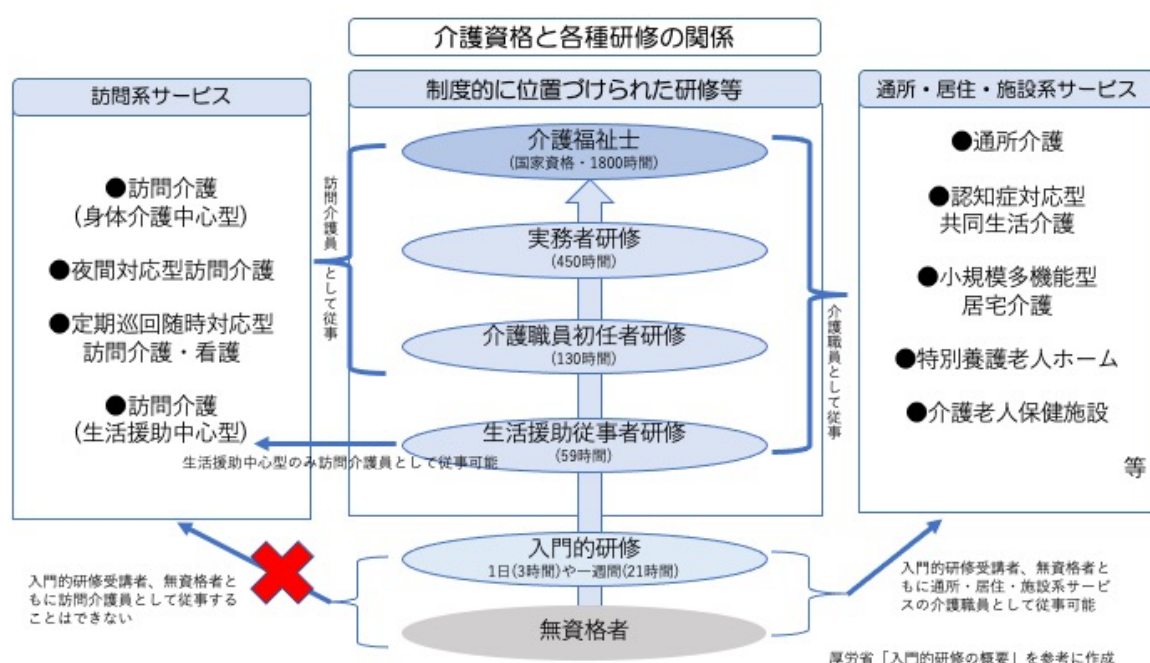 介護資格と各種研修の関係
訪問系サービス
●訪問介護
(身体介護中心型)
●夜間対応型訪問介護
●定期巡回随時対応型
訪問介護・看護
●訪問介護
(生活援助中心型)
訪問介護員として従事
制度的に位置づけられた研修等
介護福祉士
(国家資格・1800時間)
実務者研修
(450時間)
介護職員初任者研修
(130時間)
生活援助従事者研修
(59時間)
生活援助中心型のみ訪問介護員として従事可能
介護職員として従事
通所・居住・施設系サービス
●通所介護
●認知症対応型
共同生活介護
●小規模多機能型
居宅介護
●特別養護老人ホーム
●介護老人保健施設
等
入門的研修
1日(3時間)や一週間(21時間)
無資格者
入門的研修受講者、無資格者と
もに訪問介護員として従事する
ことはできない
入門的研修受講者、無資格者と
もに通所・居住・施設系サービ
スの介護職員として従事可能
厚労省「入門的研修の概要」を参考に作成